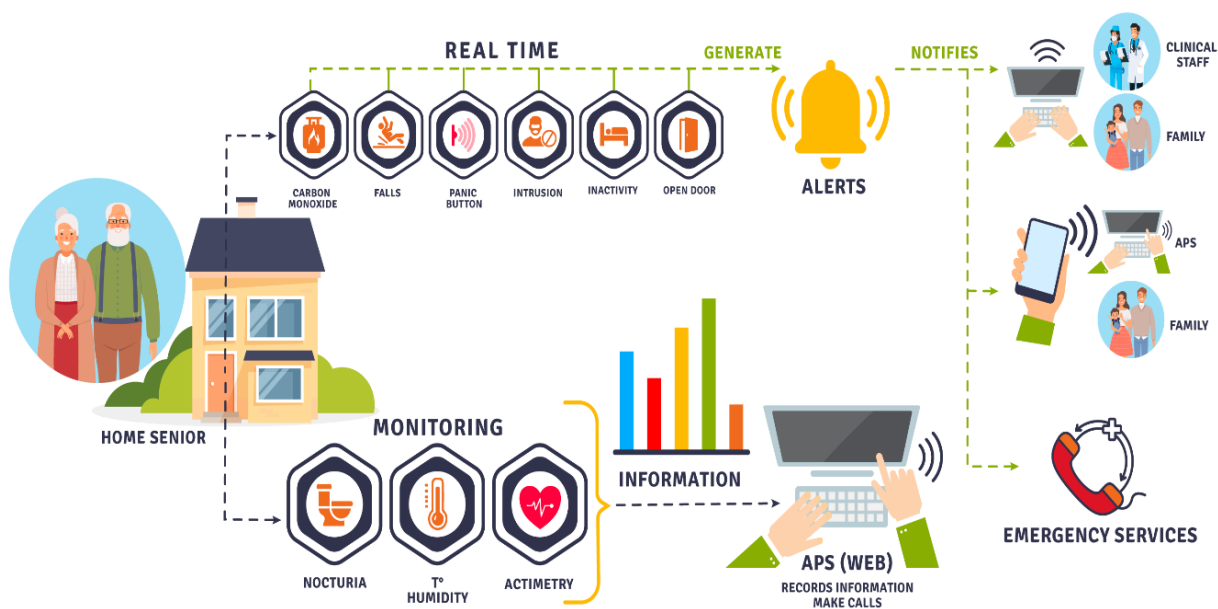 REAL TIME
GENERATE
NOTIFIES
CLINICAL
STAFF
FAMILY
CARBON
MONOXIDE
FALLS
PANIC
BUTTON
INTRUSION
INACTIVITY
OPEN DOOR
ALERTS
APS
FAMILY
HOME SENIOR
MONITORING
INFORMATION
NOCTURIA
T°
HUMIDITY
ACTIMETRY
APS (WEB)
RECORDS INFORMATION
MAKE CALLS
EMERGENCY SERVICES